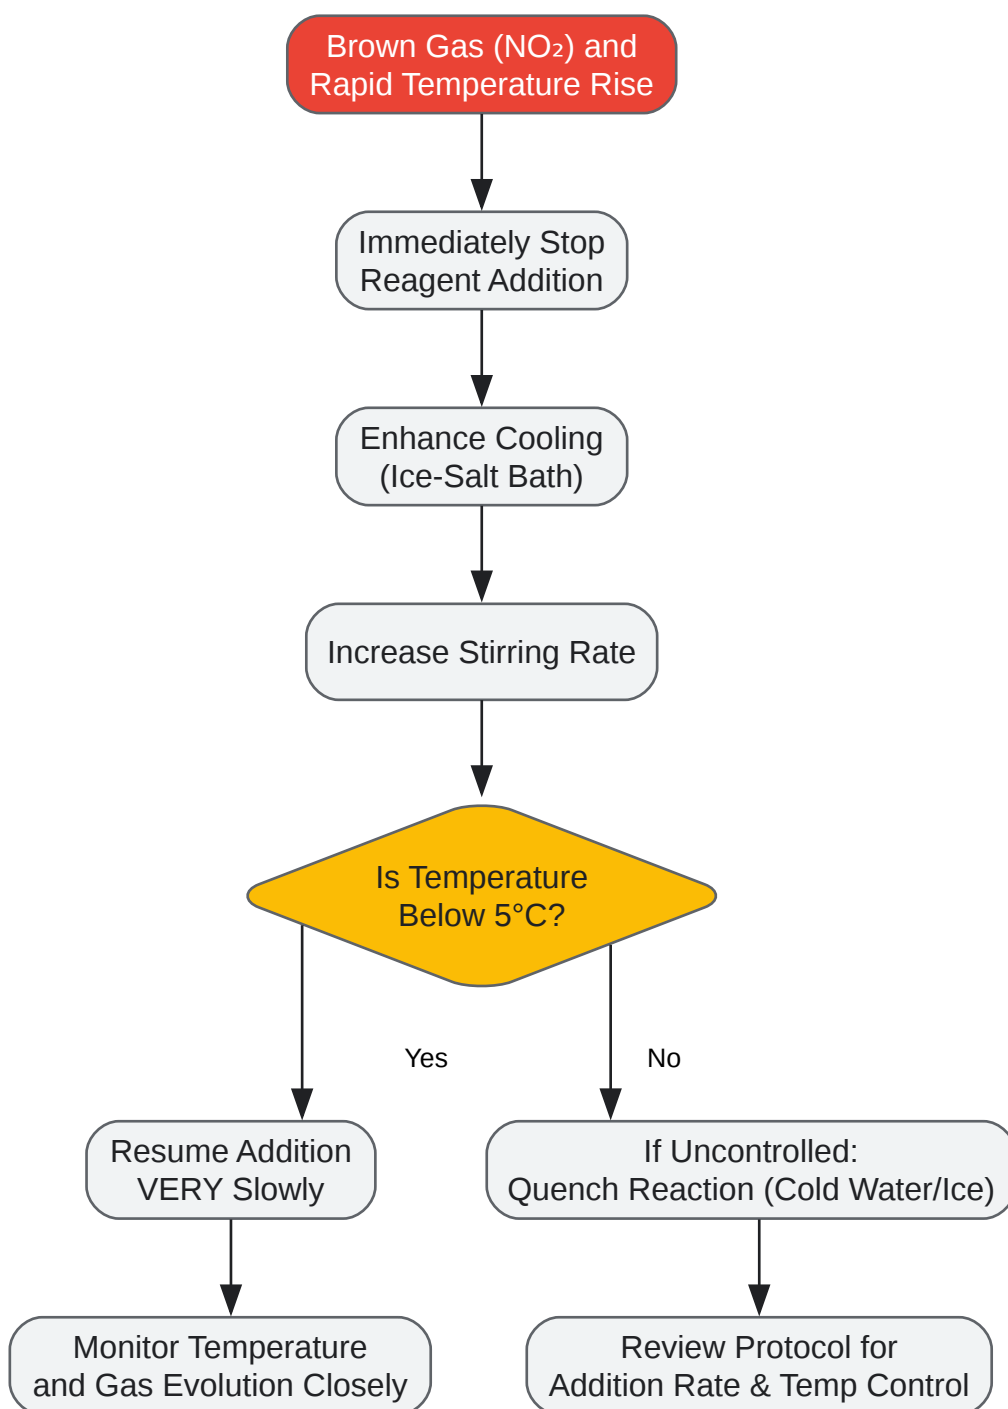 Brown Gas (NO₂) and
Rapid Temperature Rise
Immediately Stop
Reagent Addition
Enhance Cooling
(Ice-Salt Bath)
Increase Stirring Rate
Is Temperature
Below 5°C?
Yes
No
Resume Addition
VERY Slowly
If Uncontrolled:
Quench Reaction (Cold Water/Ice)
Monitor Temperature
and Gas Evolution Closely
Review Protocol for
Addition Rate & Temp Control